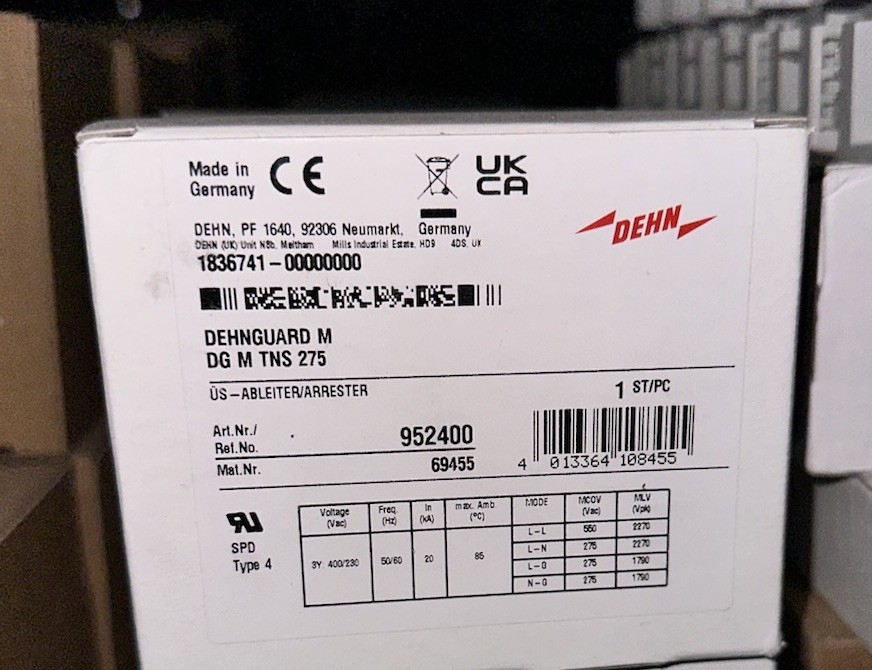 Made in
Germany
CE
UK
CA
DEHN, PF 1640, 92306 Neumarkt, Germany
DEHN (UK) Unit N8b, Meltham Mills Industrial Estate, HD9 4DS, UK
1836741-00000000
DEHN
DEHNGUARD M
DG M TNS 275
ÜS-ABLEITER/ARRESTER 1 ST/PC
Art.Nr./
Ref.No. 952400
Mat.Nr. 69455
4 013364 108455
RU
SPD
Type 4
Voltage (Vac) Freq. (Hz) In (kA) max. Amb (°C) MODE MCOV (Vac) MLV (Vpk)
3Y: 400/230 50/60 20 85
L-L 550 2270
L-N 275 2270
L-G 275 1790
N-G 275 1790